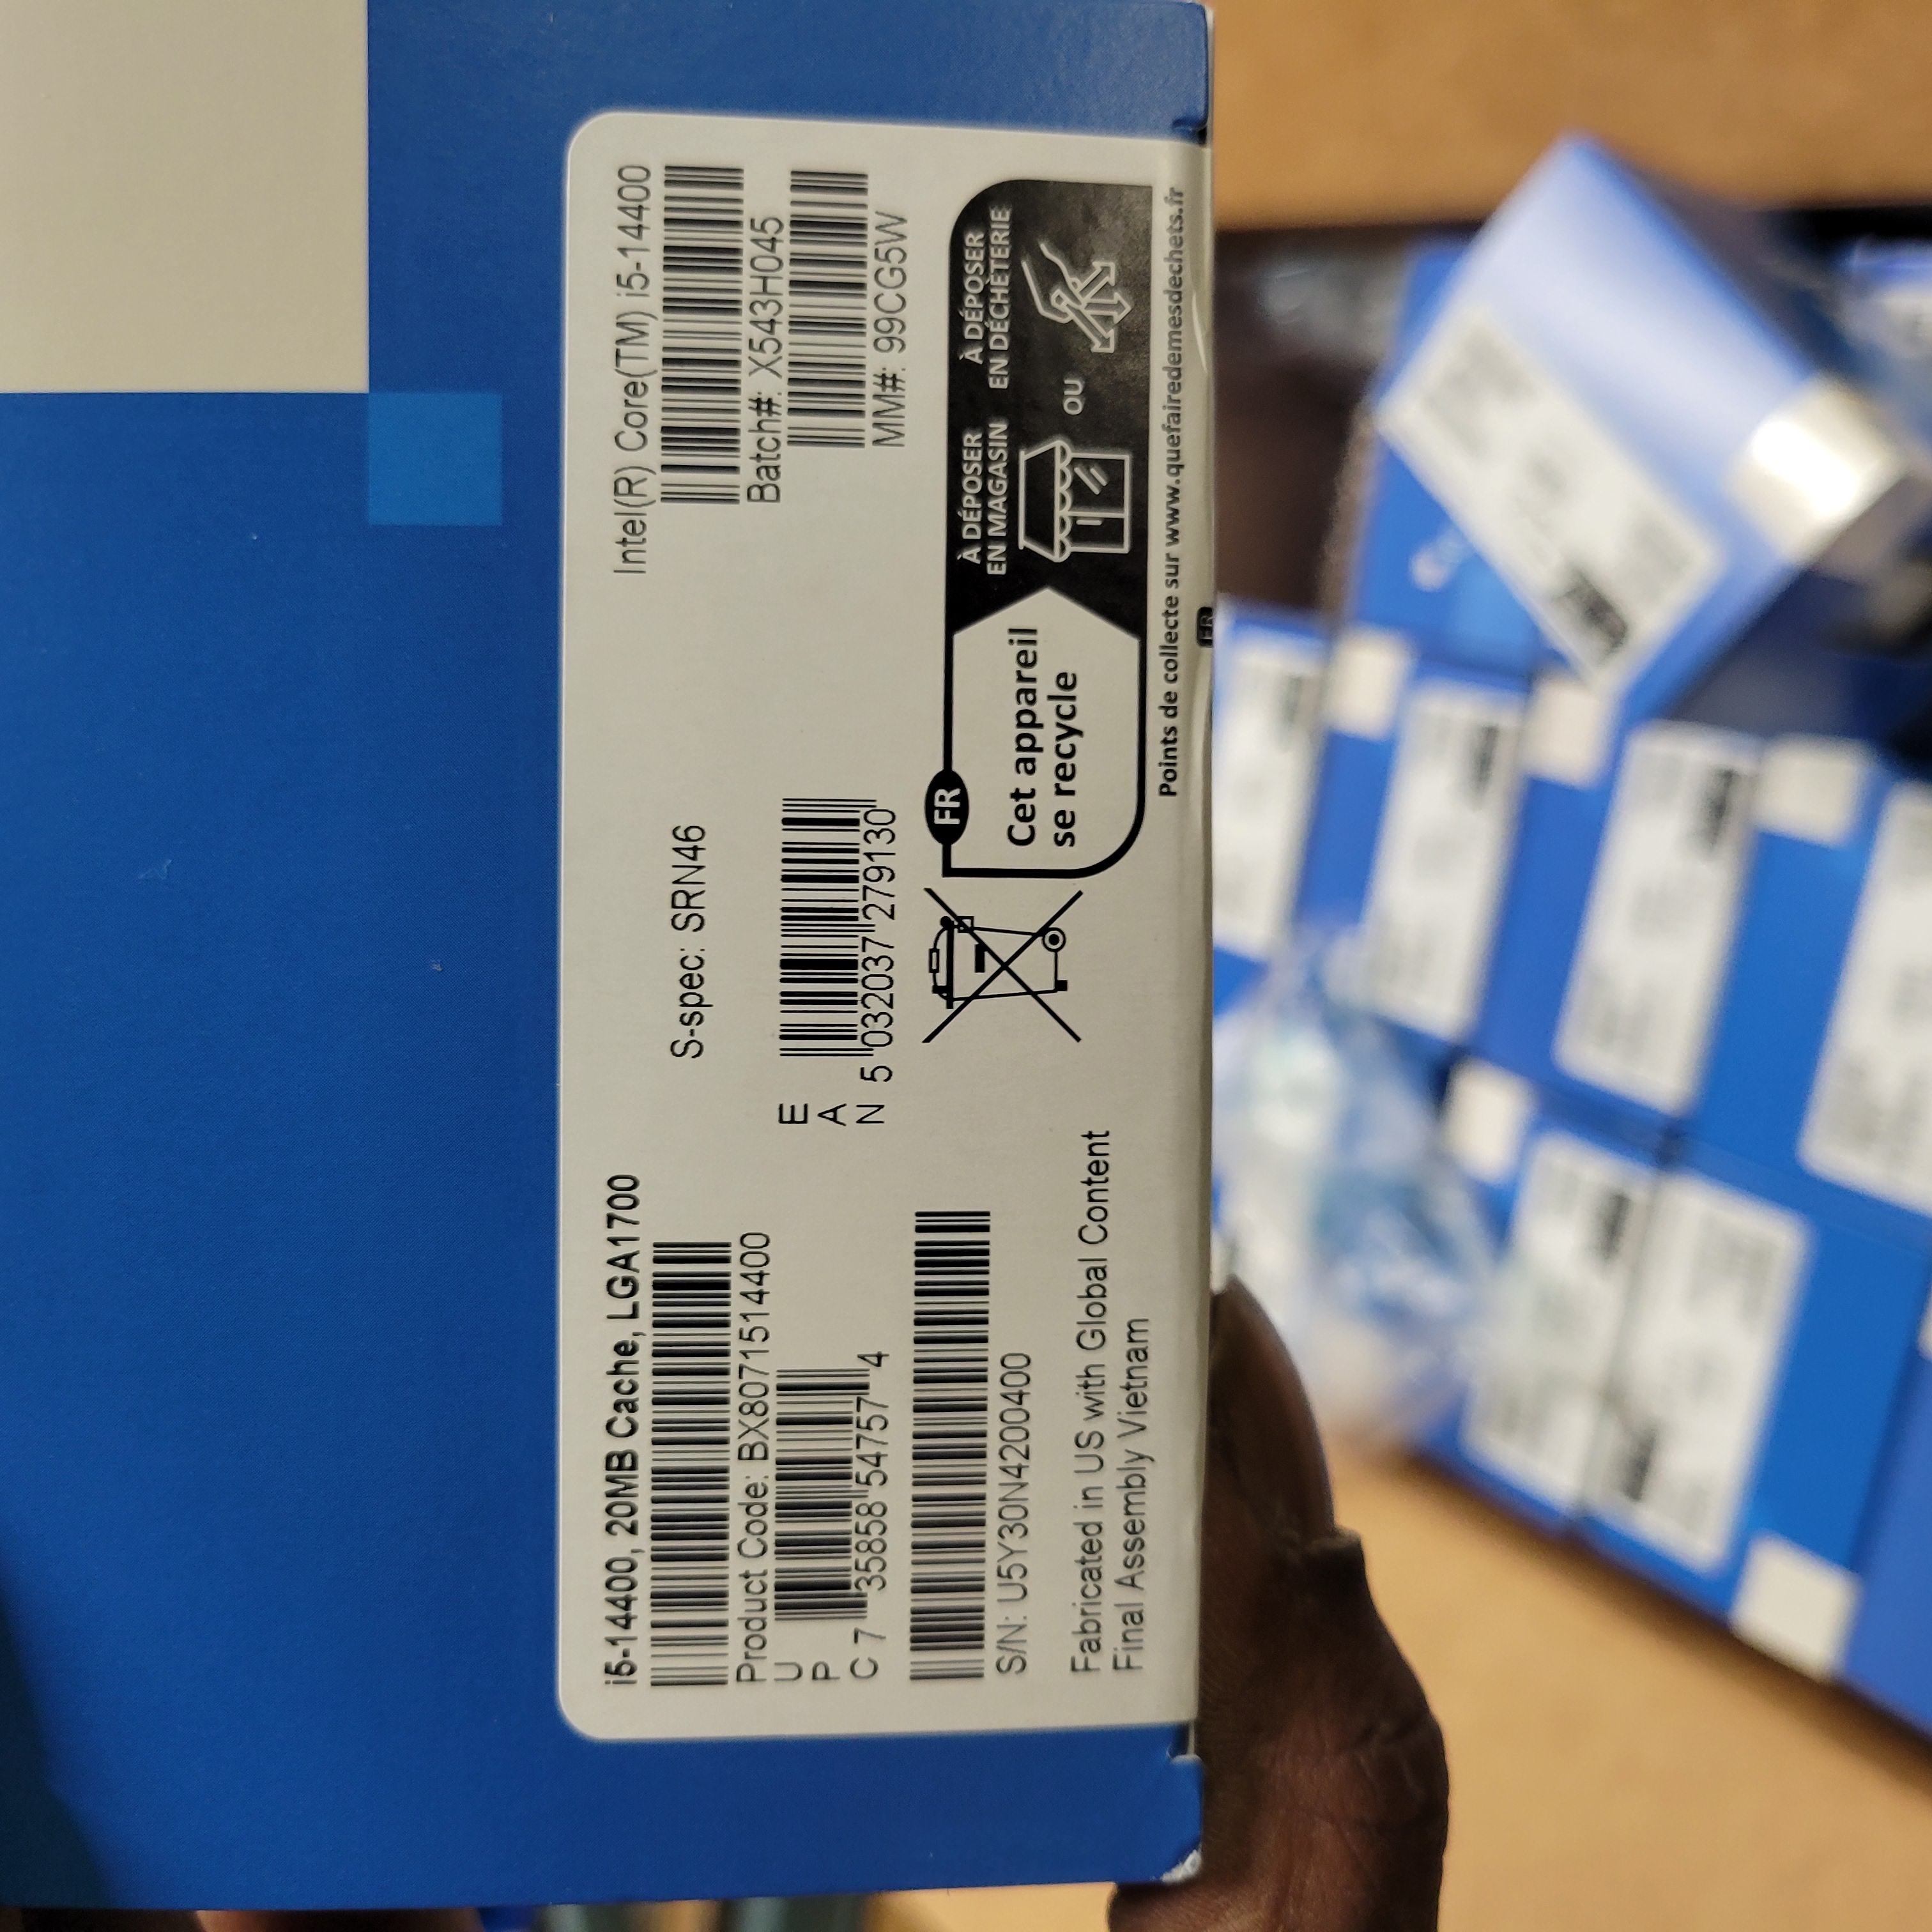 i5-14400, 20MB Cache, LGA1700
Product Code: BX8071514400
U
P
C 7 35858 54757 4
S/N: U5Y30N4200400
Fabricated in US with Global Content
Final Assembly Vietnam
S-spec: SRN46
E
A
N 5 032037 279130
Intel(R) Core(TM) i5-14400
Batch#: X543H045
MM#: 99CG5W
FR
Cet appareil
se recycle
À DÉPOSER
EN MAGASIN
OU
À DÉPOSER
EN DÉCHÈTERIE
Points de collecte sur www.quefairedemesdechets.fr
FR